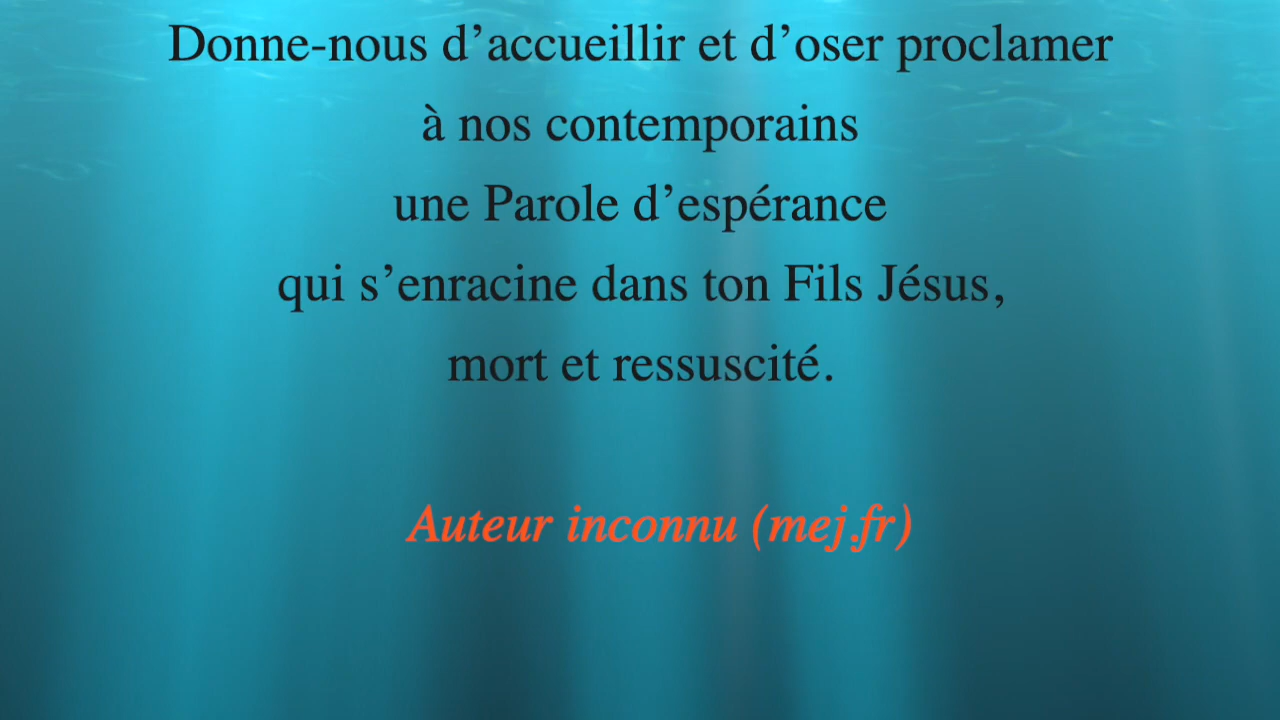 Donne-nous d’accueillir et d’oser proclamer
à nos contemporains
une Parole d’espérance
qui s’enracine dans ton Fils Jésus,
mort et ressuscité.
Auteur inconnu (mej.fr)